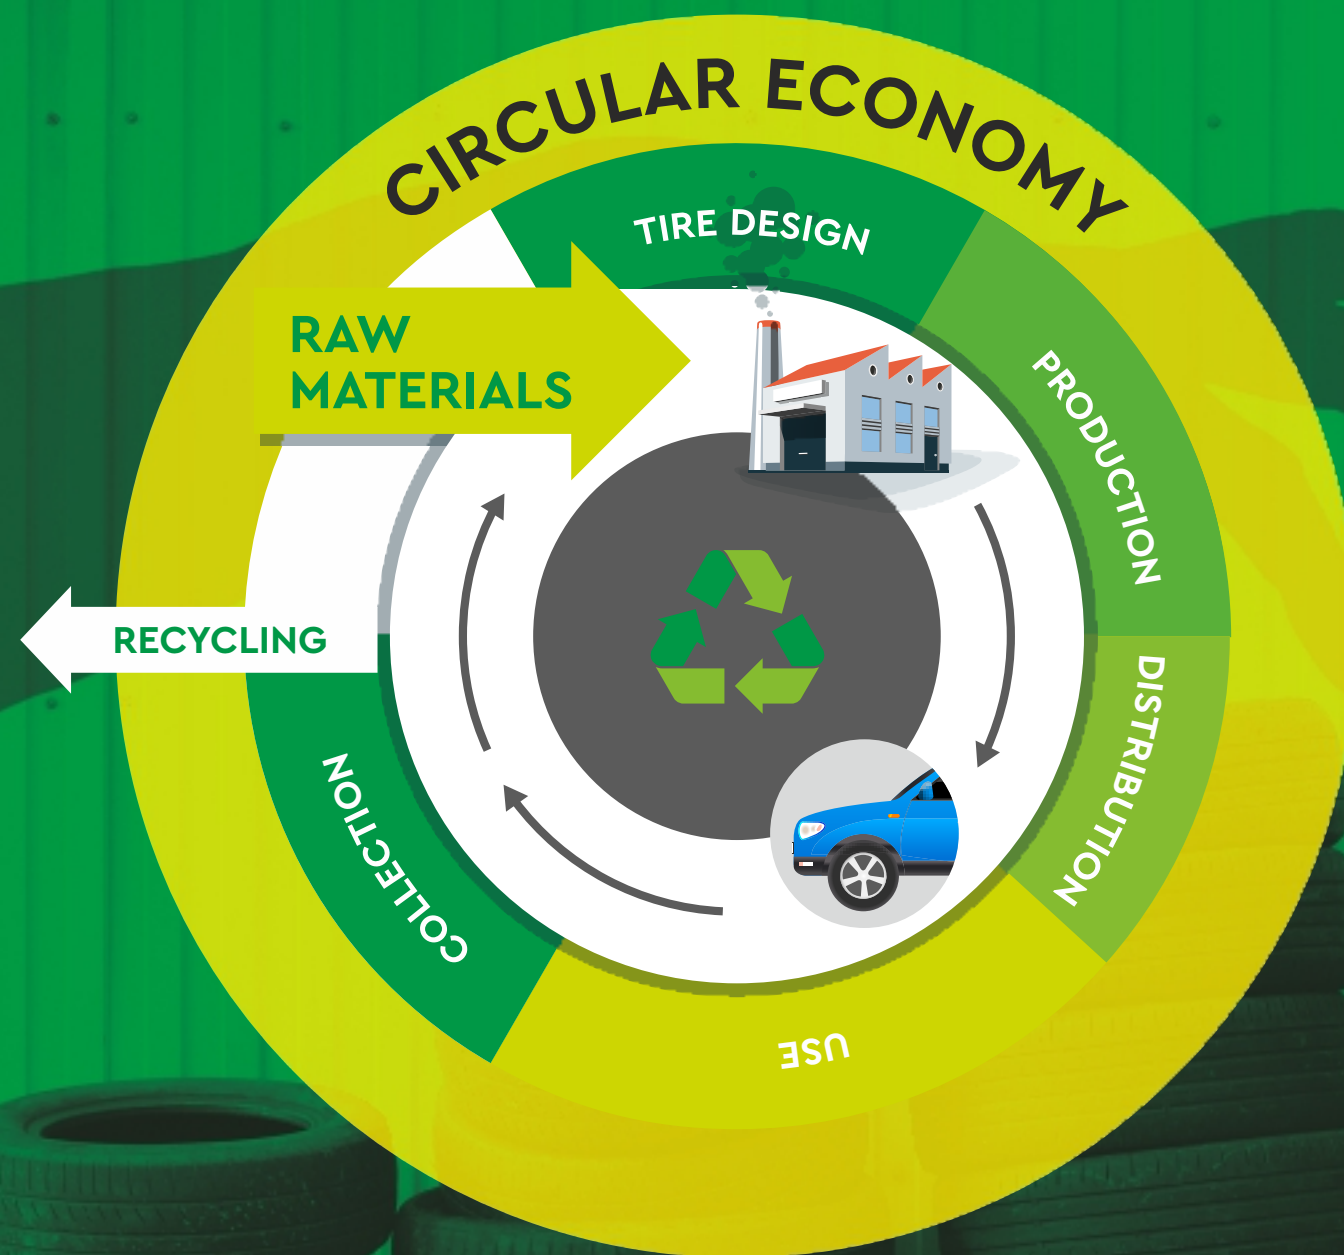 CIRCULAR ECONOMY
TIRE DESIGN
RAW
MATERIALS
PRODUCTION
DISTRIBUTION
USE
COLLECTION
RECYCLING